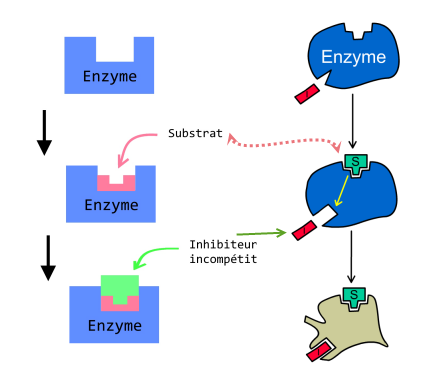 Enzyme
Enzyme
Substrat
S
Enzyme
Inhibiteur
incompétit
S
Enzyme